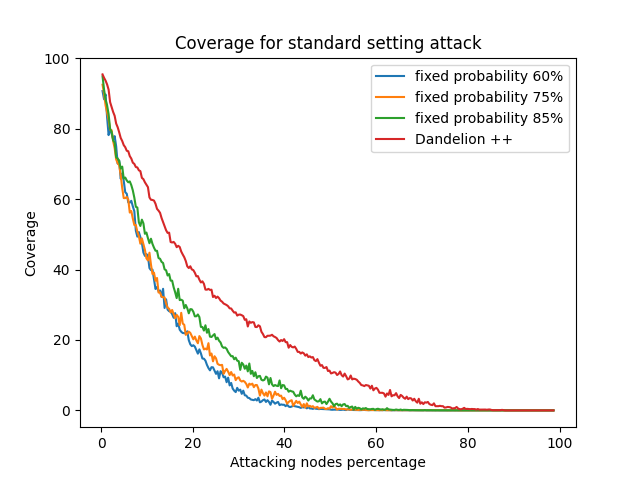 Coverage for standard setting attack
100
80
60
40
20
0
Coverage
fixed probability 60%
fixed probability 75%
fixed probability 85%
Dandelion ++
0 20 40 60 80 100
Attacking nodes percentage